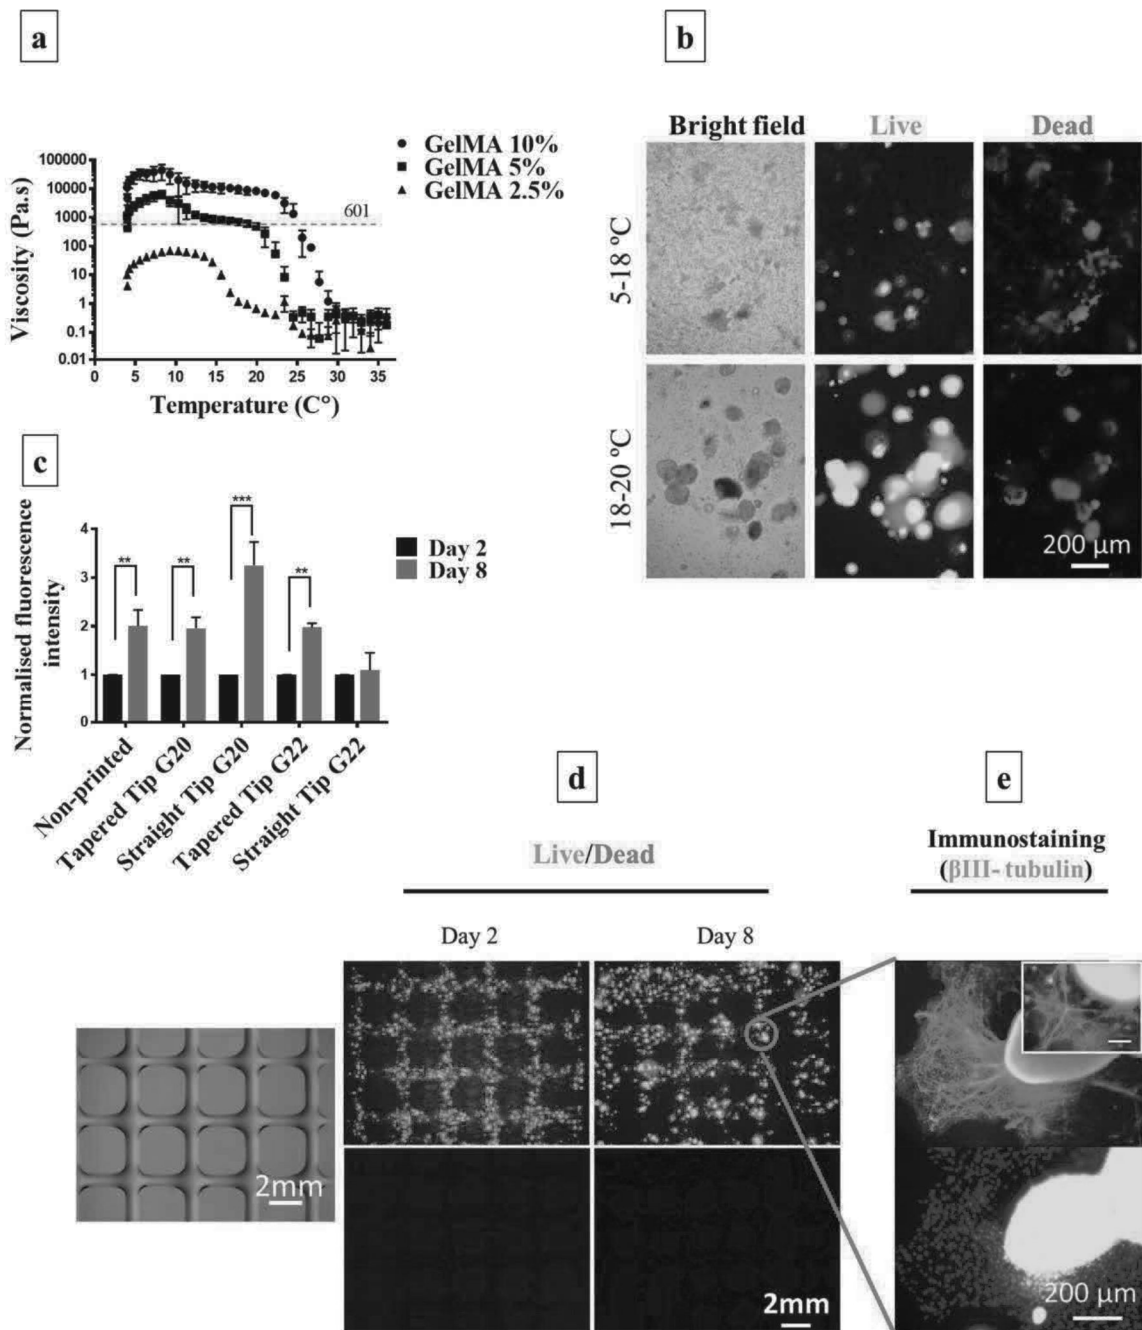 a
GelMA 10%
GelMA 5%
GelMA 2.5%
100000
10000
1000
100
10
1
0.1
0.01
601
Viscosity (Pa.s)
0 5 10 15 20 25 30 35
Temperature (C°)
b
Bright field Live Dead
5-18 ºC
18-20 ºC
200 µm
c
4
3
2
1
0
** ** *** **
Day 2
Day 8
Normalised fluorescence
intensity
Non-printed
Tapered Tip G20
Straight Tip G20
Tapered Tip G22
Straight Tip G22
d
Live/Dead
Day 2 Day 8
2mm
2mm
e
Immunostaining
(βIII- tubulin)
200 µm